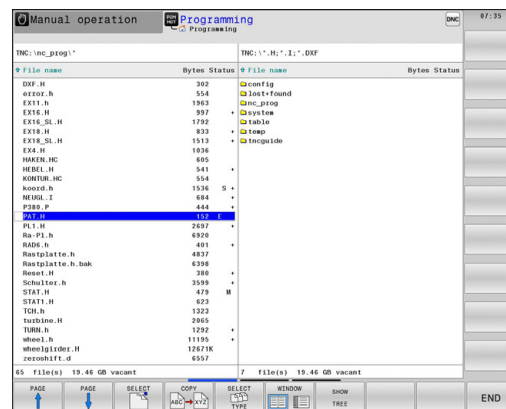 Manual operation
PGM MGT
Programming
Programming
DNC
07:35
TNC:\nc_prog\*
TNC:\*.H;*.I;*.DXF
File name Bytes Status
DXF.H 302
error.h 554
EX11.h 1963
EX16.H 997 +
EX16_SL.H 1792
EX18.H 833 +
EX18_SL.H 1513 +
EX4.H 1036
HAKEN.HC 605
HEBEL.H 541 +
KONTUR.HC 554
koord.h 1536 S +
NEUGL.I 684 +
P380.P 444 +
PAT.H 152 E
PL1.H 2697 +
Ra-Pl.h 6920
RAD6.h 401 +
Rastplatte.h 4837
Rastplatte.h.bak 6398
Reset.H 380 +
Schulter.h 3599 +
STAT.H 479 M
STAT1.H 623
TCH.h 1323
turbine.H 2065
TURN.h 1292 +
wheel.h 11195 +
wheelgirder.H 12671K
zeroshift.d 6557
File name Bytes Status
config
lost+found
nc_prog
system
table
temp
tncguide
65 file(s) 19.46 GB vacant
7 file(s) 19.46 GB vacant
PAGE
PAGE
SELECT
COPY
ABC → XYZ
SELECT
TYPE
WINDOW
SHOW
TREE
END